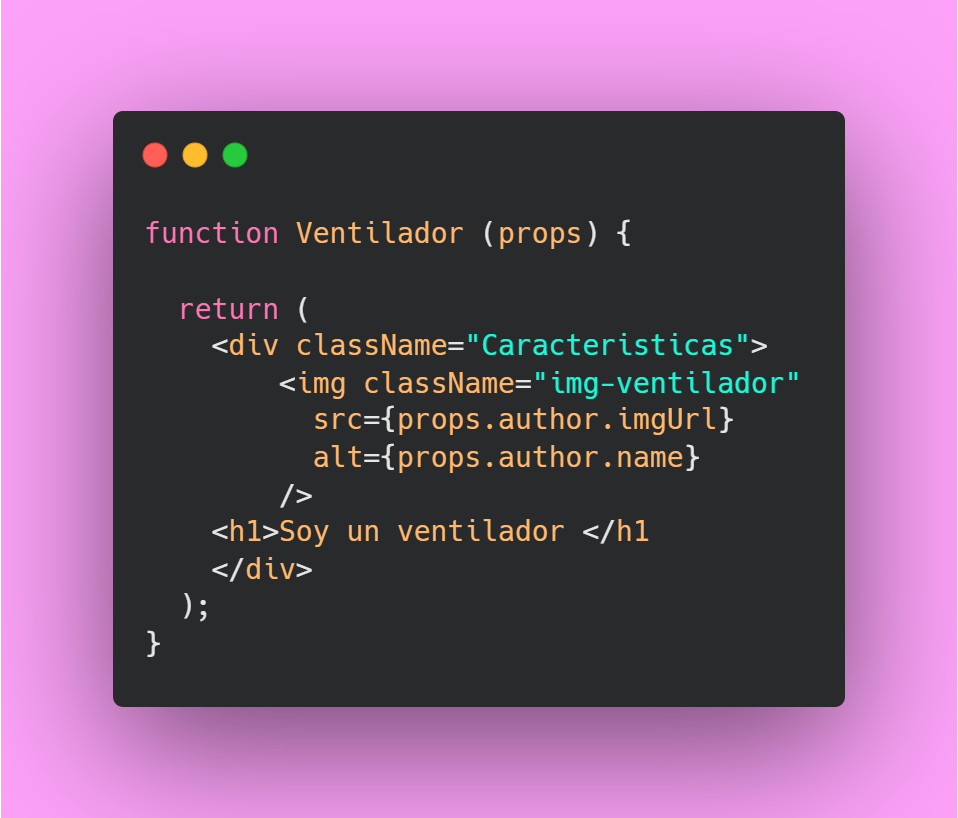 function Ventilador (props) {
return (
<div className="Caracteristicas">
<img className="img-ventilador"
src={props.author.imgUrl}
alt={props.author.name}
/>
<h1>Soy un ventilador </h1
</div>
);
}